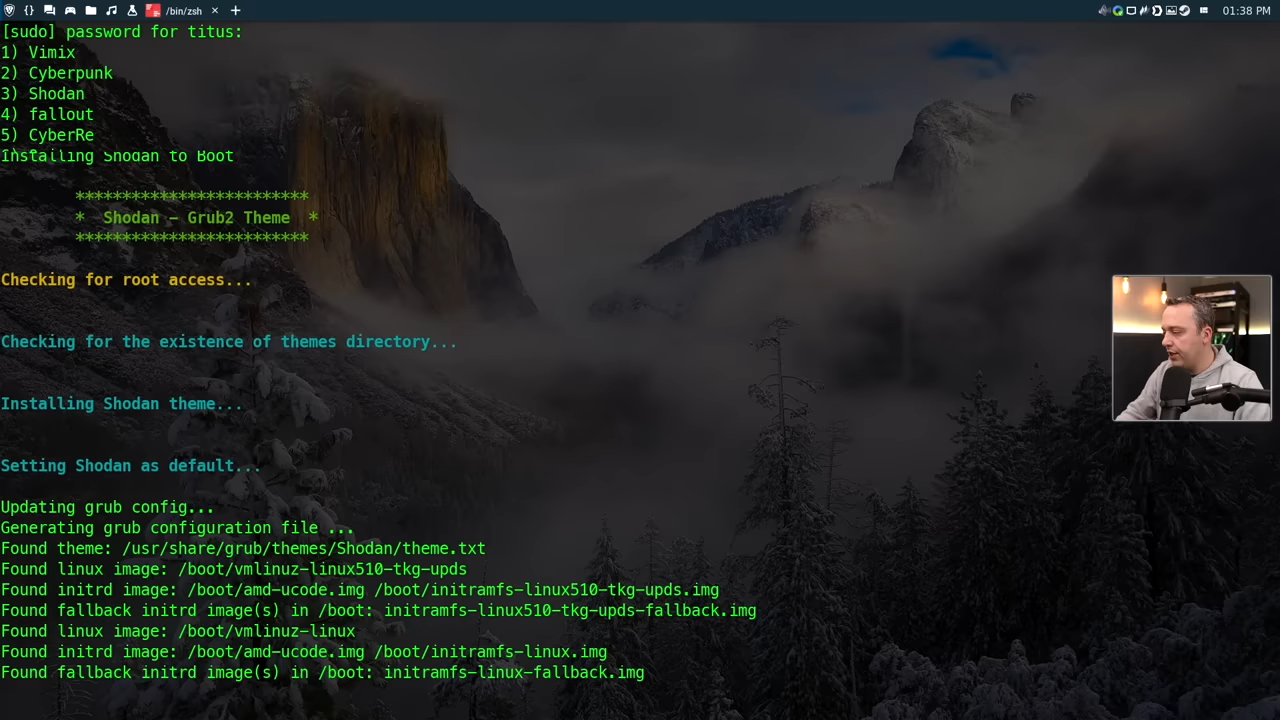 /bin/zsh × +
01:38 PM
[sudo] password for titus:
1) Vimix
2) Cyberpunk
3) Shodan
4) fallout
5) CyberRe
Installing Shodan to Boot
*************************
* Shodan – Grub2 Theme *
*************************
Checking for root access...
Checking for the existence of themes directory...
Installing Shodan theme...
Setting Shodan as default...
Updating grub config...
Generating grub configuration file ...
Found theme: /usr/share/grub/themes/Shodan/theme.txt
Found linux image: /boot/vmlinuz-linux510-tkg-upds
Found initrd image: /boot/amd-ucode.img /boot/initramfs-linux510-tkg-upds.img
Found fallback initrd image(s) in /boot: initramfs-linux510-tkg-upds-fallback.img
Found linux image: /boot/vmlinuz-linux
Found initrd image: /boot/amd-ucode.img /boot/initramfs-linux.img
Found fallback initrd image(s) in /boot: initramfs-linux-fallback.img